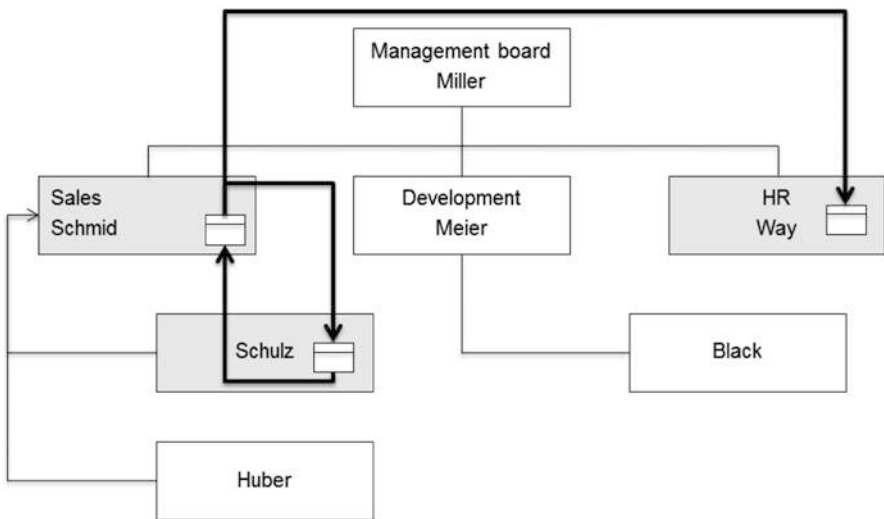 Management board
Miller
Sales
Schmid
Development
Meier
HR
Way
Schulz
Black
Huber